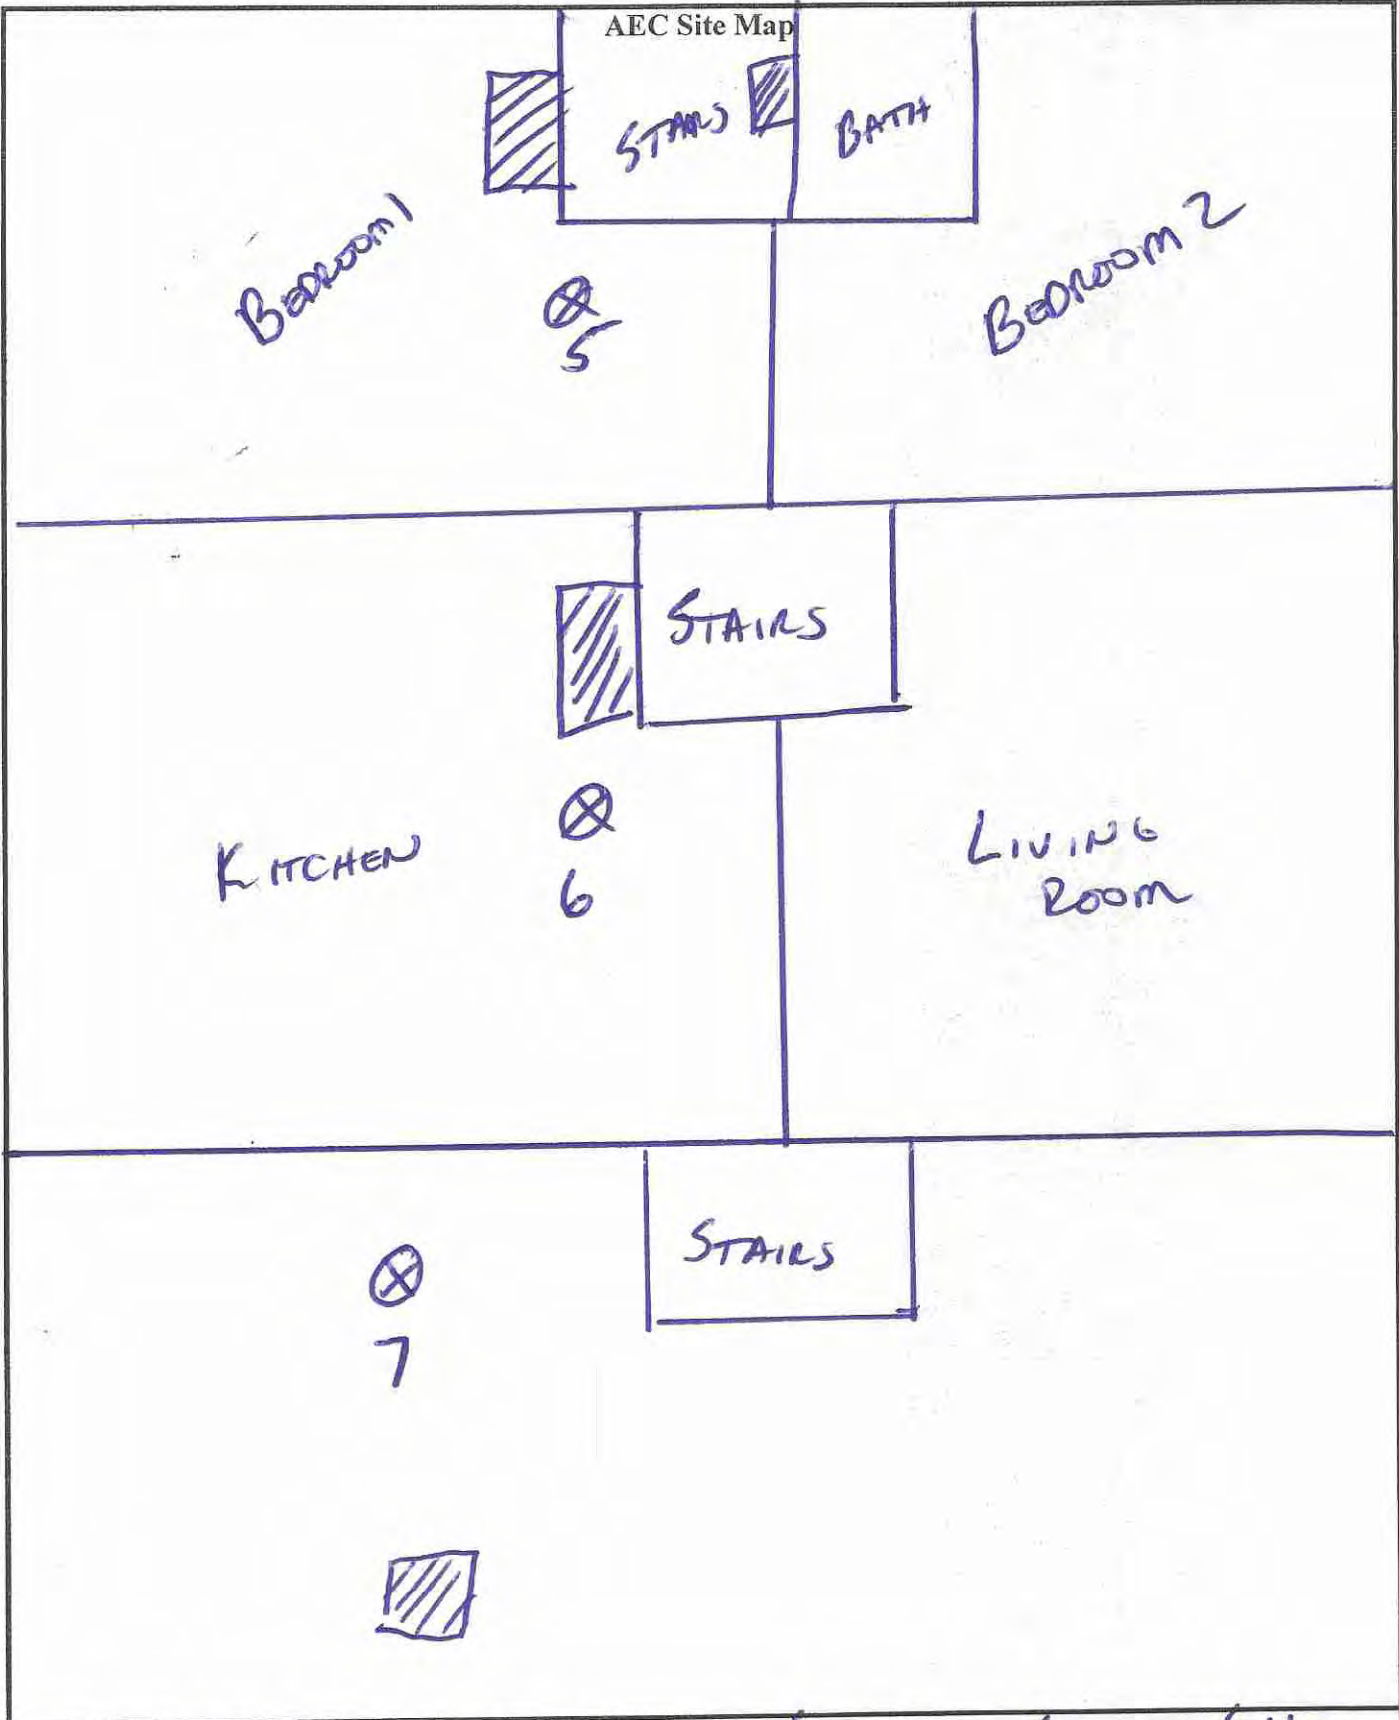 AEC Site Map
STAIRS
BATH
BEDROOM 1
BEDROOM 2
5
STAIRS
KITCHEN
6
LIVING
ROOM
STAIRS
7